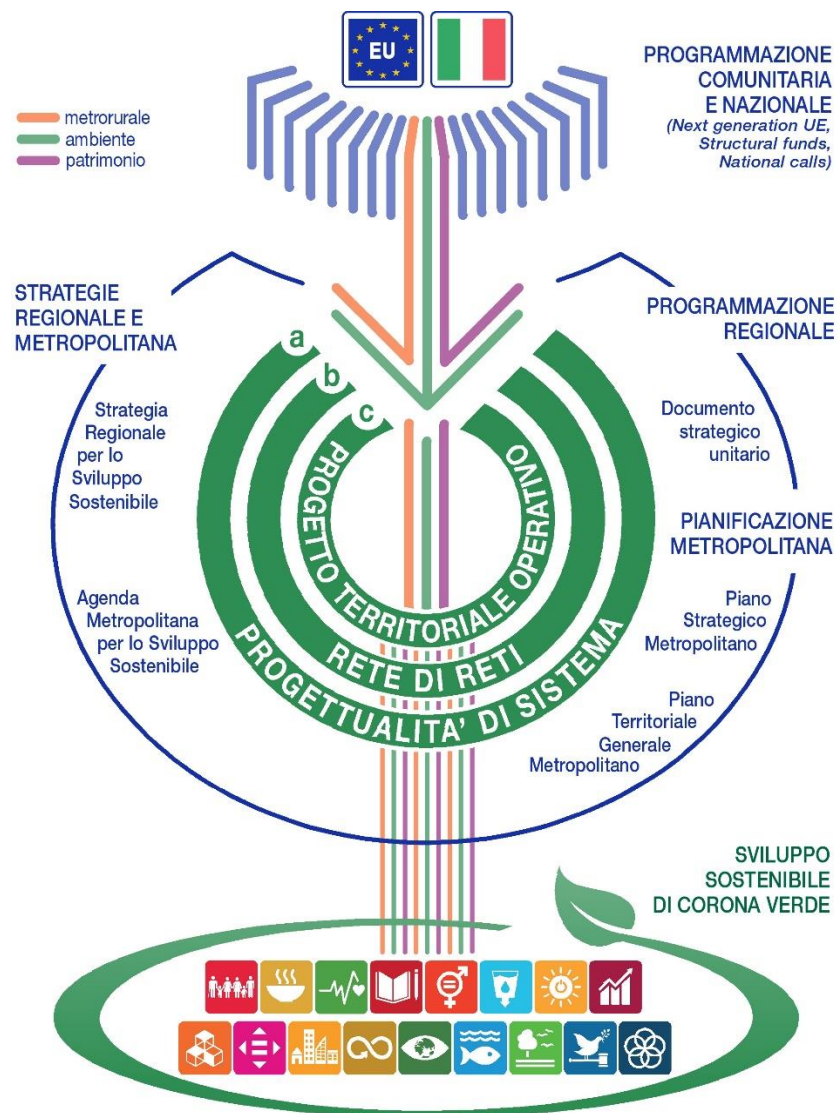 EU
PROGRAMMAZIONE
COMUNITARIA
E NAZIONALE
(Next generation UE,
Structural funds,
National calls)
metrorurale
ambiente
patrimonio
STRATEGIE
REGIONALE E
METROPOLITANA
Strategia
Regionale
per lo
Sviluppo
Sostenibile
Agenda
Metropolitana
per lo Sviluppo
Sostenibile
PROGRAMMAZIONE
REGIONALE
Documento
strategico
unitario
PIANIFICAZIONE
METROPOLITANA
Piano
Strategico
Metropolitano
Piano
Territoriale
Generale
Metropolitano
a
b
c
PROGETTO TERRITORIALE OPERATIVO
RETE DI RETI
PROGETTUALITA' DI SISTEMA
SVILUPPO
SOSTENIBILE
DI CORONA VERDE